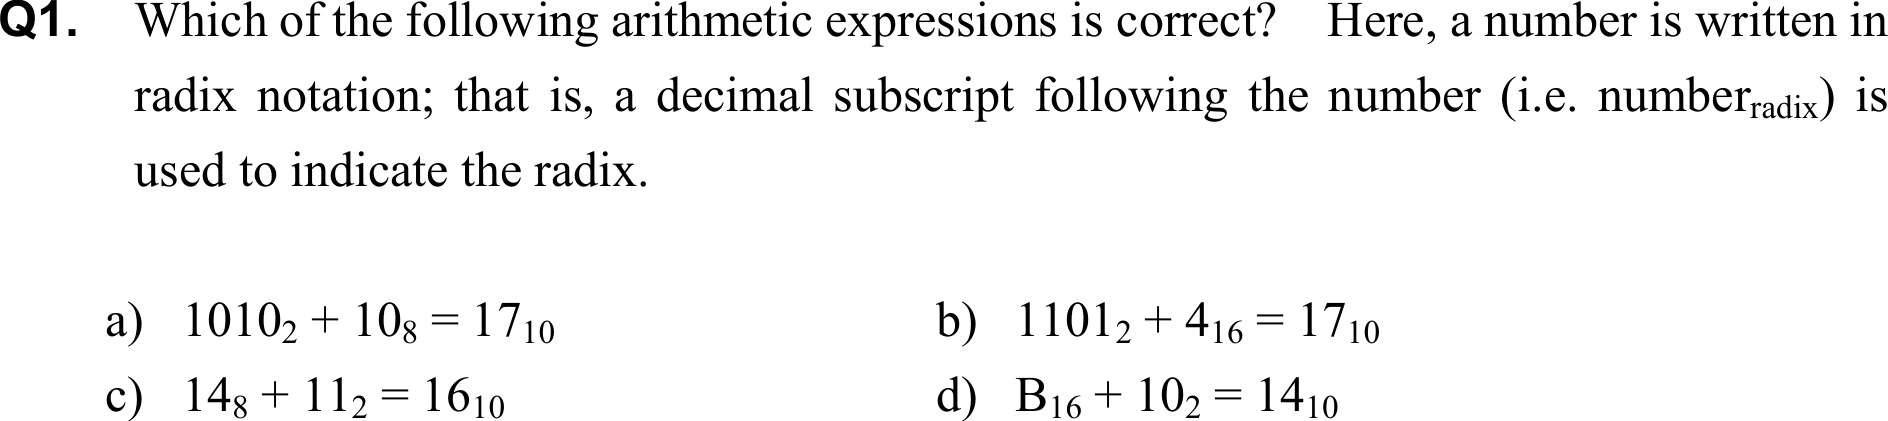 Q1. Which of the following arithmetic expressions is correct? Here, a number is written in
radix notation; that is, a decimal subscript following the number (i.e. number_radix) is
used to indicate the radix.
a) 1010₂ + 10₈ = 17₁₀ b) 1101₂ + 4₁₆ = 17₁₀
c) 14₈ + 11₂ = 16₁₀ d) B₁₆ + 10₂ = 14₁₀